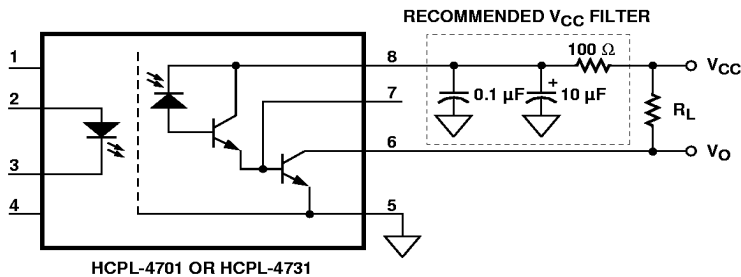 RECOMMENDED VCC FILTER
100 Ω
1
8
VCC
7
0.1 µF
+
10 µF
2
RL
6
VO
3
4
5
HCPL-4701 OR HCPL-4731